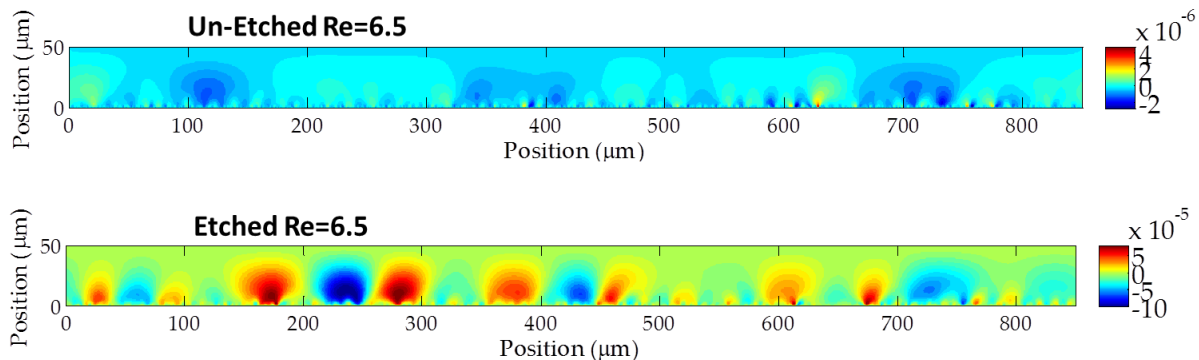 Un-Etched Re=6.5
x 10⁻⁶
Position (μm)
50
0
4
2
0
-2
0 100 200 300 400 500 600 700 800
Position (μm)
Etched Re=6.5
x 10⁻⁵
Position (μm)
50
0
5
0
-5
-10
0 100 200 300 400 500 600 700 800
Position (μm)